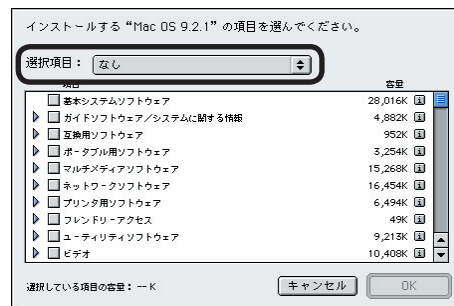 インストールする“Mac OS 9.2.1”の項目を選んでください。
選択項目： なし
項目 容量
基本システムソフトウェア 28,016K
ガイドソフトウェア／システムに関する情報 4,882K
互換用ソフトウェア 952K
ポータブル用ソフトウェア 3,254K
マルチメディアソフトウェア 15,268K
ネットワークソフトウェア 16,454K
プリンタ用ソフトウェア 6,494K
フレンドリーアクセス 49K
ユーティリティソフトウェア 9,213K
ビデオ 10,408K
選択している項目の容量： -- K キャンセル OK